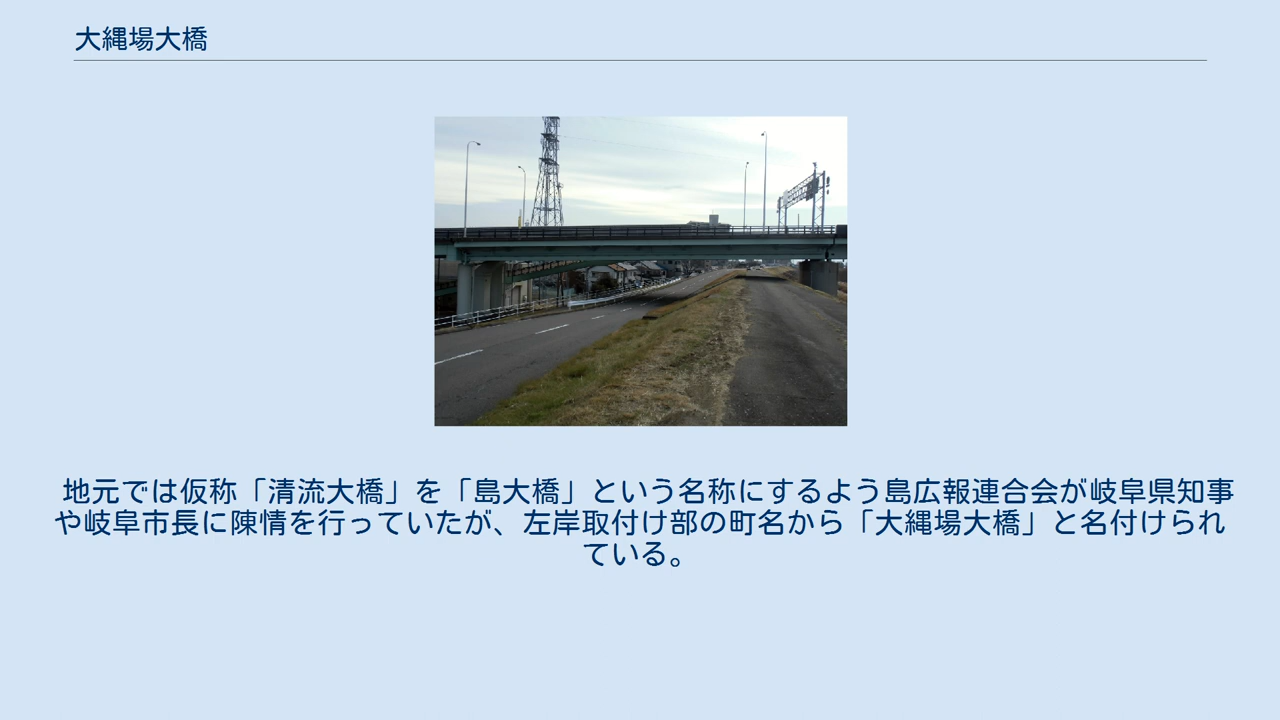 大縄場大橋
地元では仮称「清流大橋」を「島大橋」という名称にするよう島広報連合会が岐阜県知事
や岐阜市長に陳情を行っていたが、左岸取付け部の町名から「大縄場大橋」と名付けられ
ている。